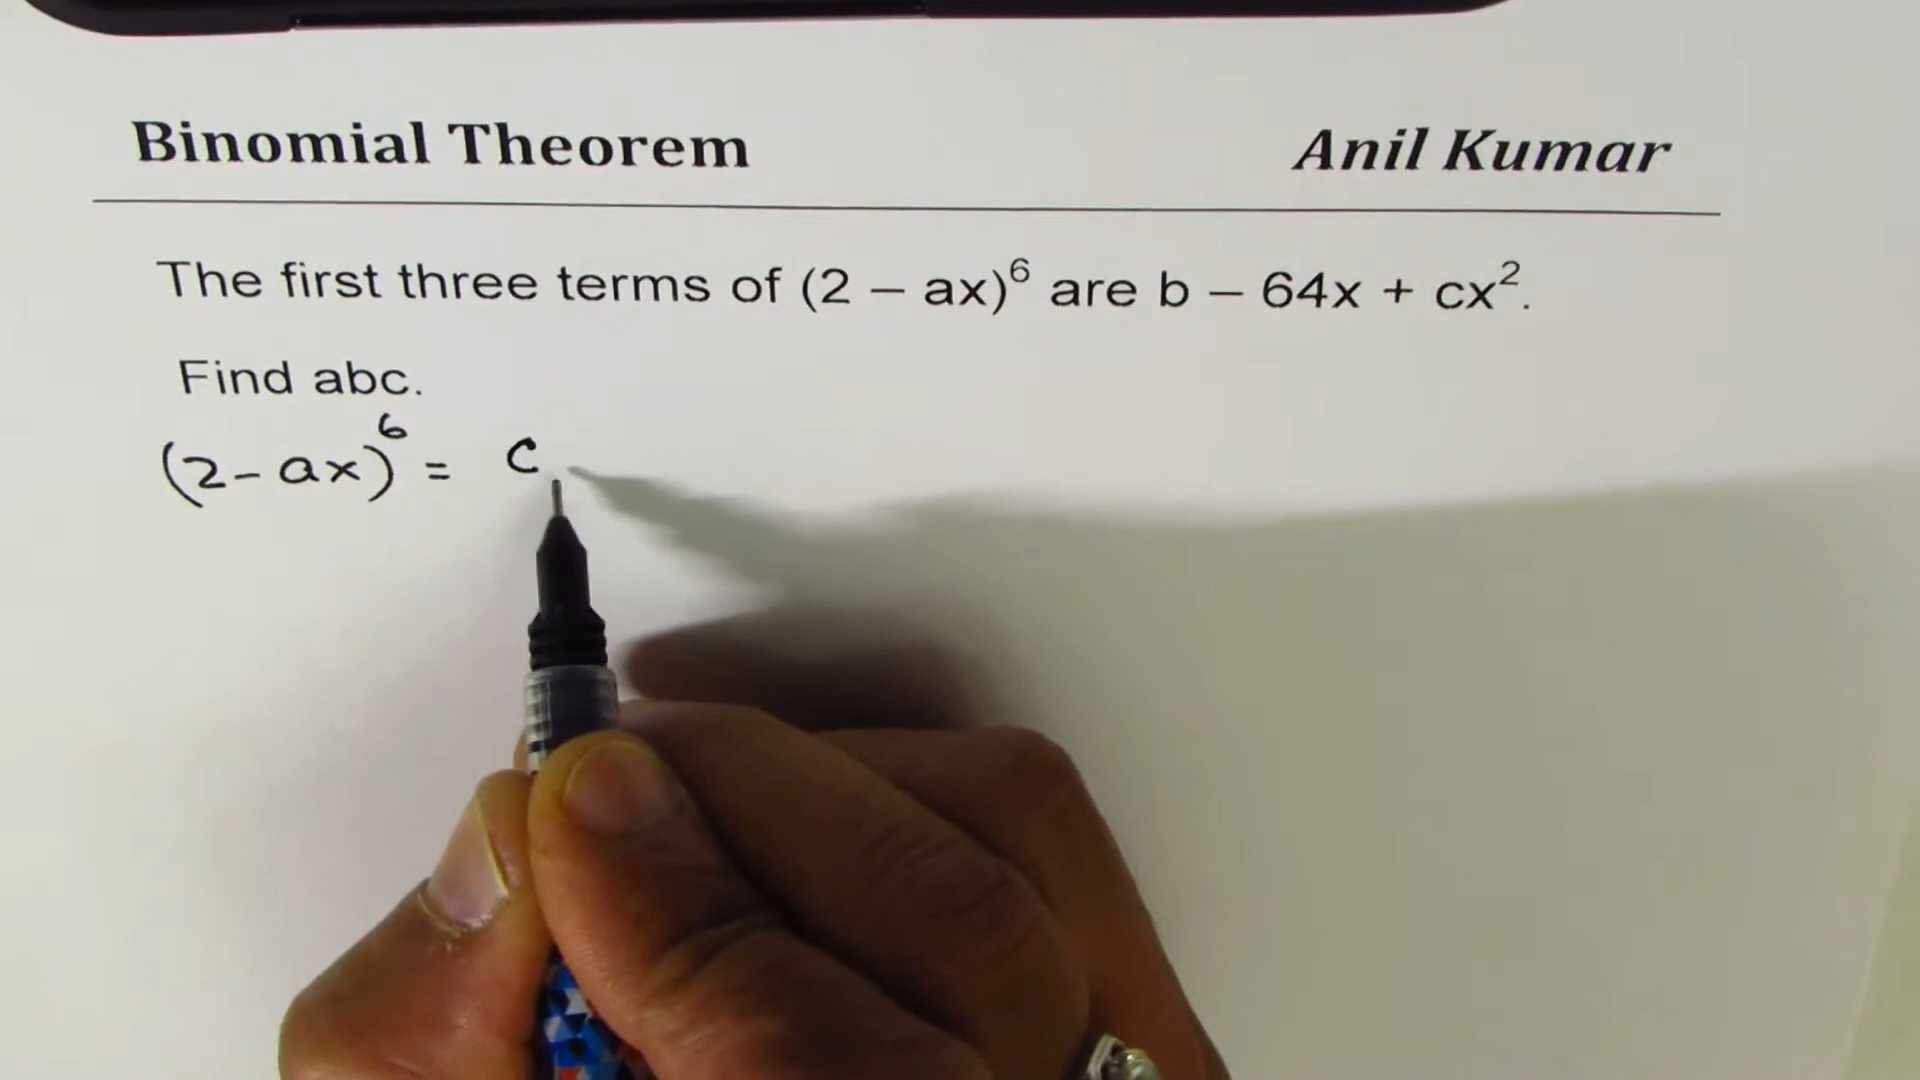 Binomial Theorem Anil Kumar
The first three terms of (2 – ax)⁶ are b – 64x + cx².
Find abc.
(2 - ax)⁶ = C